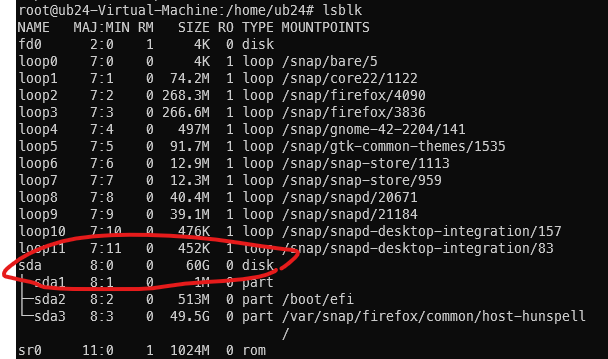 root@ub24-Virtual-Machine:/home/ub24# lsblk
NAME MAJ:MIN RM SIZE RO TYPE MOUNTPOINTS
fd0 2:0 1 4K 0 disk
loop0 7:0 0 4K 1 loop /snap/bare/5
loop1 7:1 0 74.2M 1 loop /snap/core22/1122
loop2 7:2 0 268.3M 1 loop /snap/firefox/4090
loop3 7:3 0 266.6M 1 loop /snap/firefox/3836
loop4 7:4 0 497M 1 loop /snap/gnome-42-2204/141
loop5 7:5 0 91.7M 1 loop /snap/gtk-common-themes/1535
loop6 7:6 0 12.9M 1 loop /snap/snap-store/1113
loop7 7:7 0 12.3M 1 loop /snap/snap-store/959
loop8 7:8 0 40.4M 1 loop /snap/snapd/20671
loop9 7:9 0 39.1M 1 loop /snap/snapd/21184
loop10 7:10 0 476K 1 loop /snap/snapd-desktop-integration/157
loop11 7:11 0 452K 1 loop /snap/snapd-desktop-integration/83
sda 8:0 0 60G 0 disk
├─sda1 8:1 0 1M 0 part
├─sda2 8:2 0 513M 0 part /boot/efi
└─sda3 8:3 0 49.5G 0 part /var/snap/firefox/common/host-hunspell
/
sr0 11:0 1 1024M 0 rom